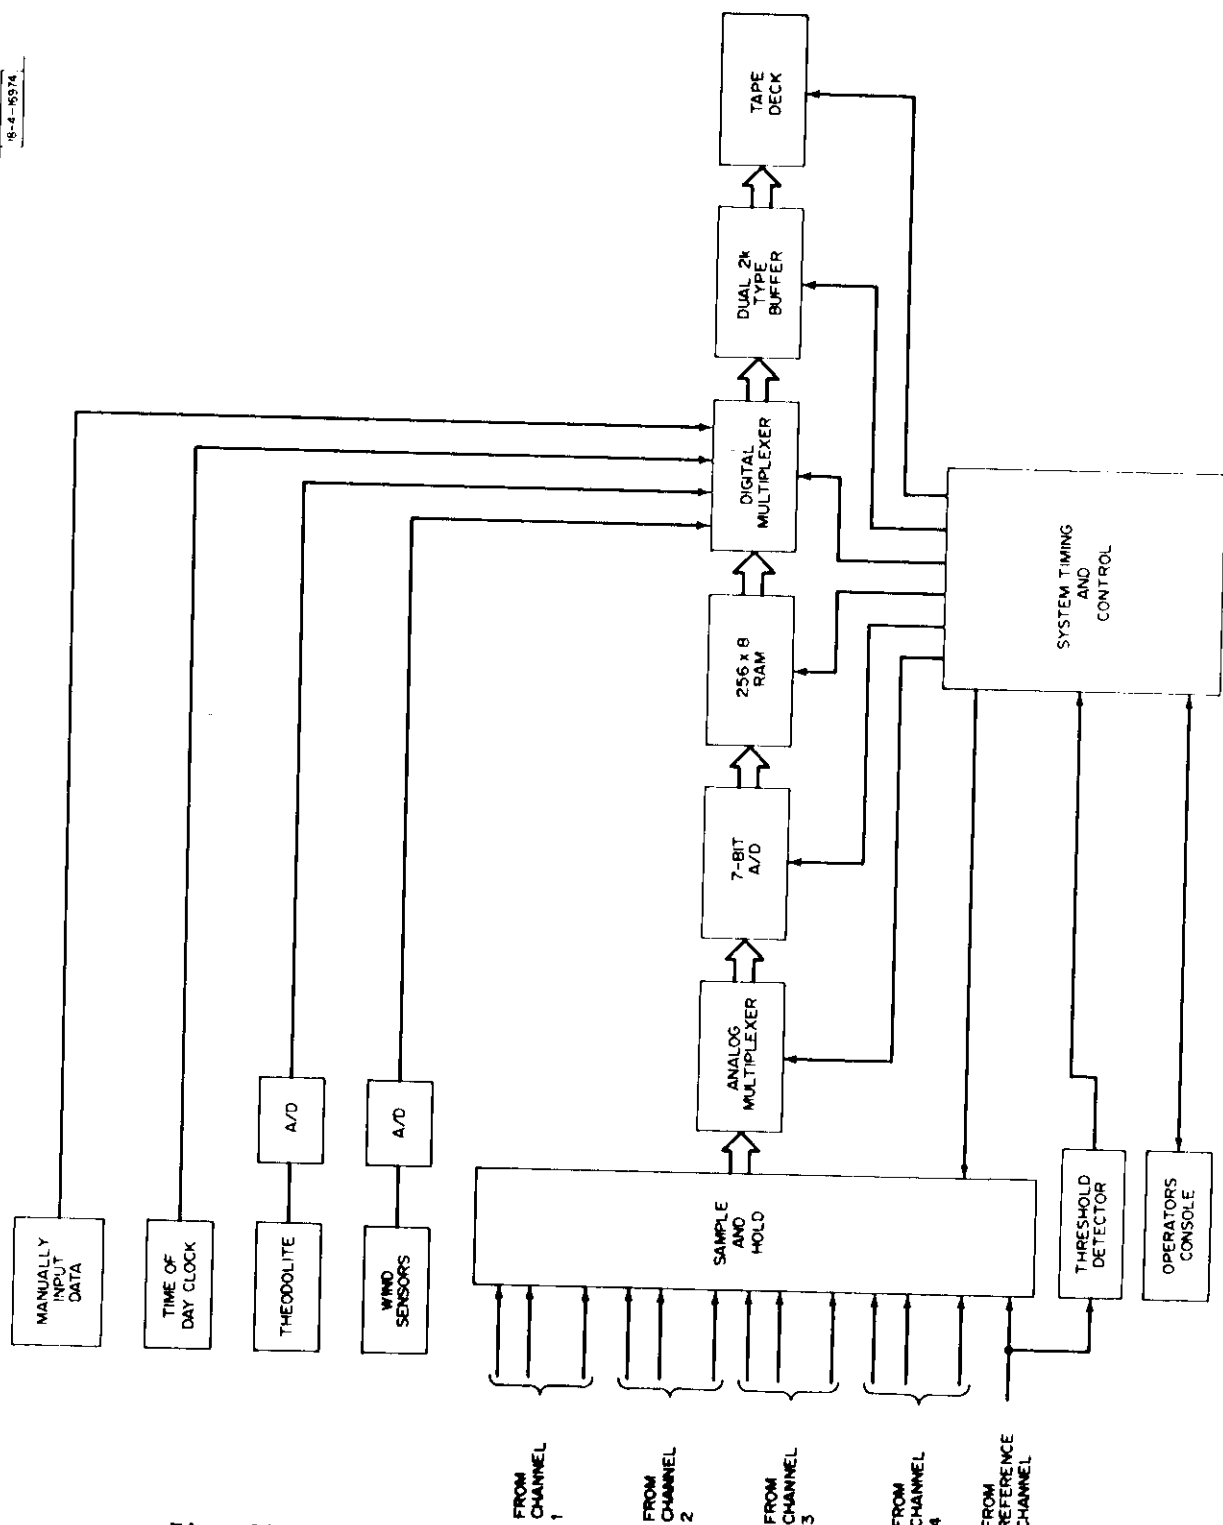 18-4-16974
MANUALLY
INPUT
DATA
TIME OF
DAY CLOCK
THEODOLITE
A/D
WIND
SENSORS
A/D
FROM
CHANNEL
1
FROM
CHANNEL
2
FROM
CHANNEL
3
FROM
CHANNEL
4
FROM
REFERENCE
CHANNEL
SAMPLE
AND
HOLD
ANALOG
MULTIPLEXER
7-BIT
A/D
256 x 8
RAM
DIGITAL
MULTIPLEXER
DUAL 2k
TYPE
BUFFER
TAPE
DECK
SYSTEM TIMING
AND
CONTROL
THRESHOLD
DETECTOR
OPERATORS
CONSOLE